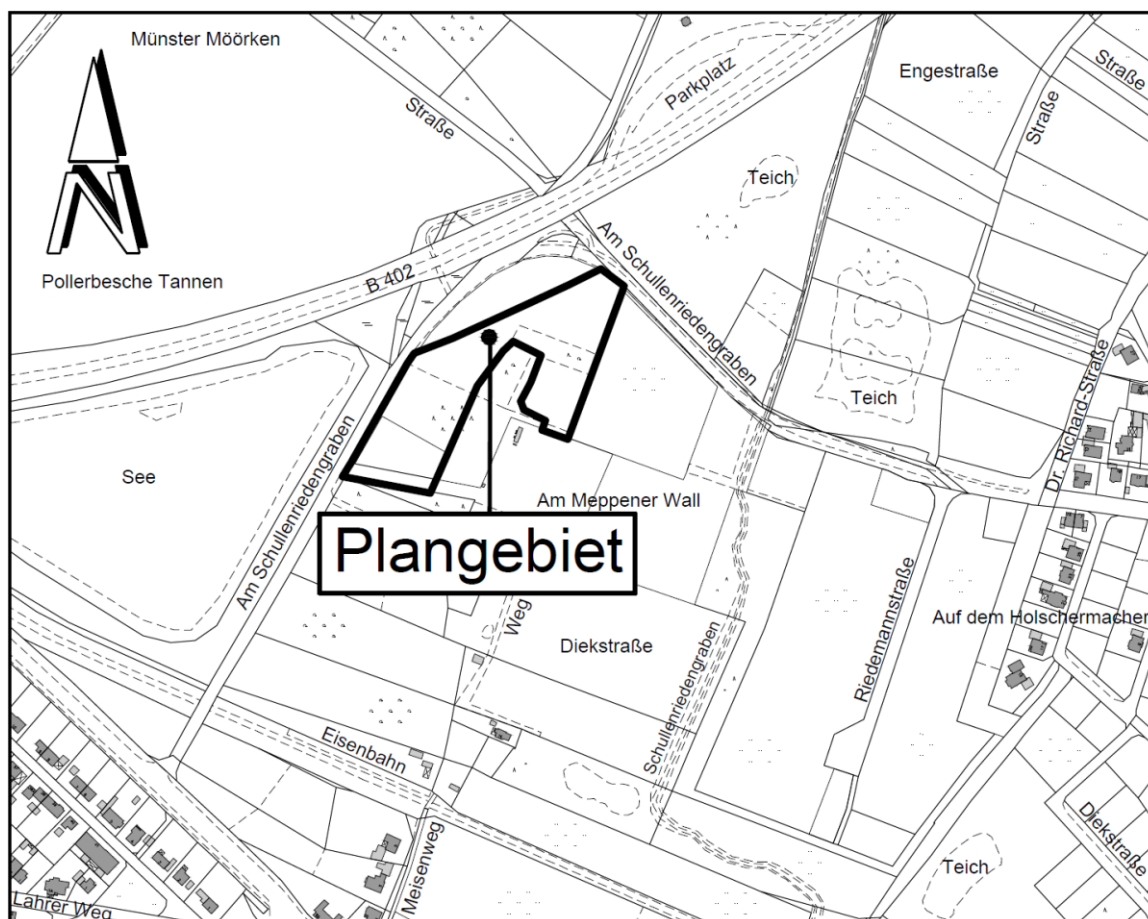 Münster Möörken
N
Pollerbesche Tannen
Straße
Parkplatz
Engestraße
Straße
Straße
B 402
Teich
Am Schullenriedengraben
Teich
Dr. Richard-Straße
See
Am Schullenriedengraben
Am Meppener Wall
Plangebiet
Weg
Diekstraße
Schullenriedengraben
Riedemannstraße
Auf dem Holschermacher
Eisenbahn
Meisenweg
Teich
Diekstraße
Lahrer Weg